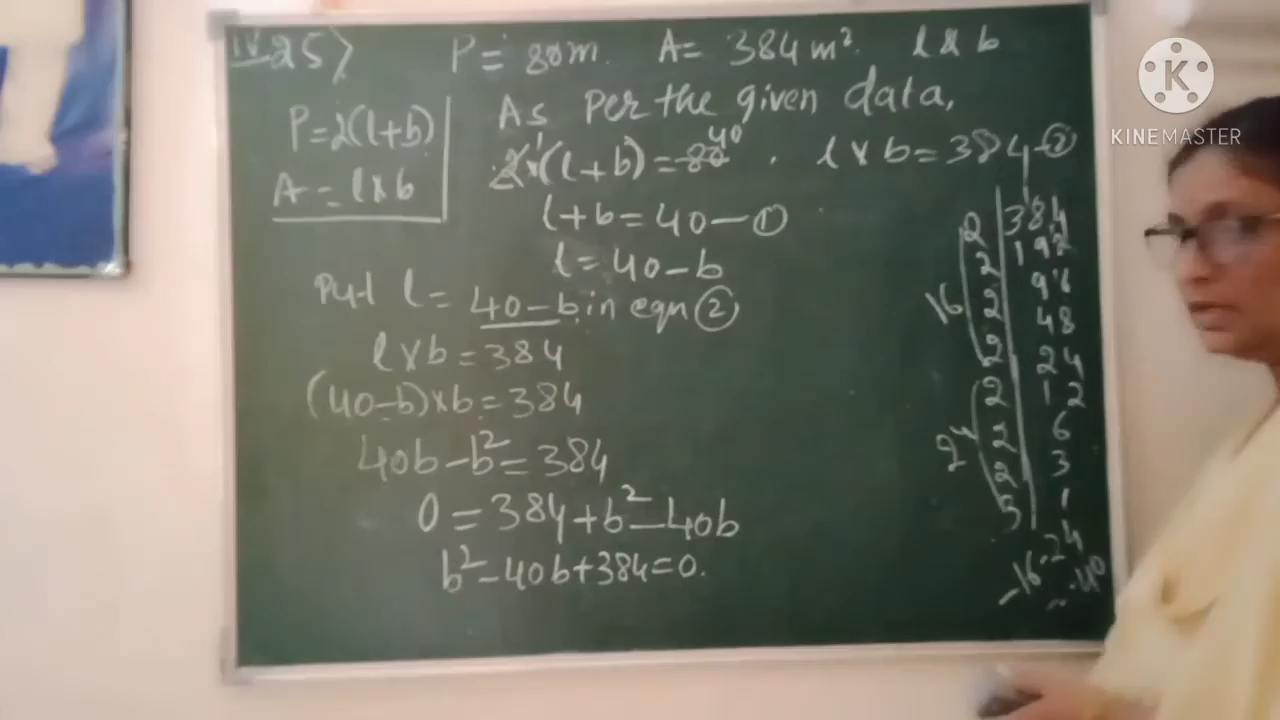 IV 25) P = 80m. A = 384 m². l & b
P = 2(l+b)
A = l×b
As Per the given data,
2 1 (l+b) = 80 40 . l × b = 384 — ②
l + b = 40 — ①
l = 40 – b
Put l = 40 – b in eqn ②
l × b = 384
(40–b)×b = 384
40b – b² = 384
0 = 384 + b² – 40b
b² – 40b + 384 = 0.
2 | 384
2 | 192
2 | 96
2 | 48
2 | 24
2 | 12
2 | 6
3 | 3
1
16
24
–16 –24
–40
K
KINEMASTER